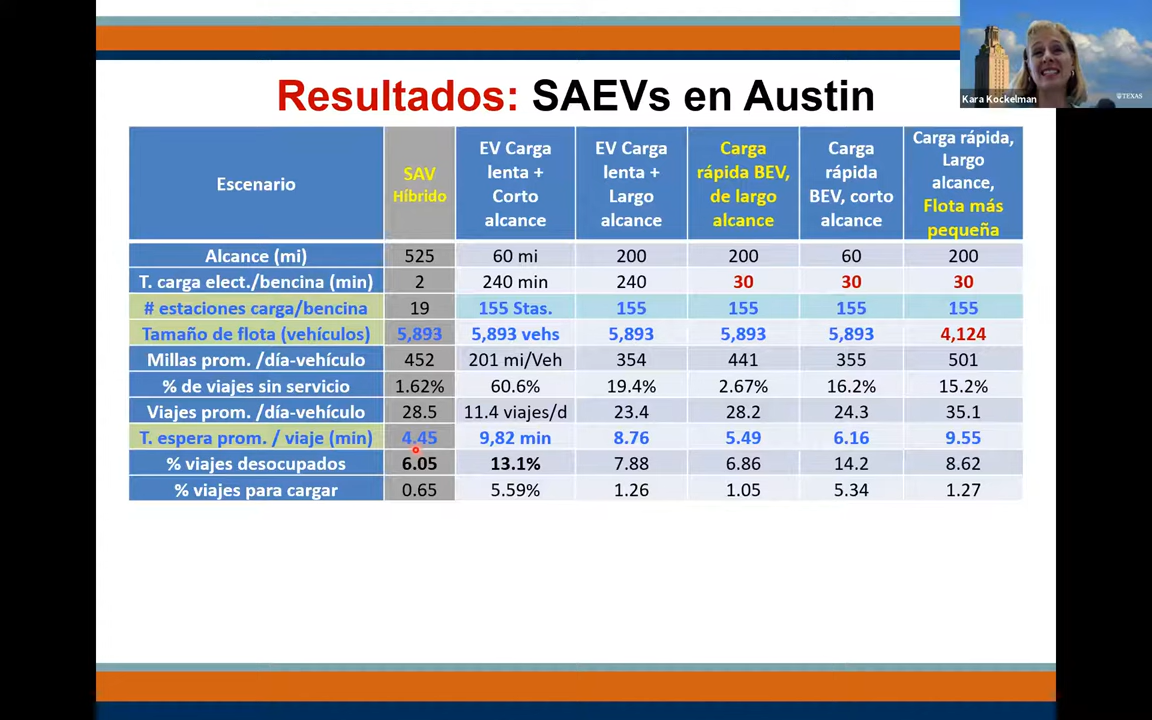 Kara Kockelman
TEXAS
Resultados: SAEVs en Austin
Escenario
SAV
Híbrido
EV Carga
lenta +
Corto
alcance
EV Carga
lenta +
Largo
alcance
Carga
rápida BEV,
de largo
alcance
Carga
rápida
BEV, corto
alcance
Carga rápida,
Largo
alcance,
Flota más
pequeña
Alcance (mi) 525 60 mi 200 200 60 200
T. carga elect./bencina (min) 2 240 min 240 30 30 30
# estaciones carga/bencina 19 155 Stas. 155 155 155 155
Tamaño de flota (vehículos) 5,893 5,893 vehs 5,893 5,893 5,893 4,124
Millas prom. /día-vehículo 452 201 mi/Veh 354 441 355 501
% de viajes sin servicio 1.62% 60.6% 19.4% 2.67% 16.2% 15.2%
Viajes prom. /día-vehículo 28.5 11.4 viajes/d 23.4 28.2 24.3 35.1
T. espera prom. / viaje (min) 4.45 9,82 min 8.76 5.49 6.16 9.55
% viajes desocupados 6.05 13.1% 7.88 6.86 14.2 8.62
% viajes para cargar 0.65 5.59% 1.26 1.05 5.34 1.27